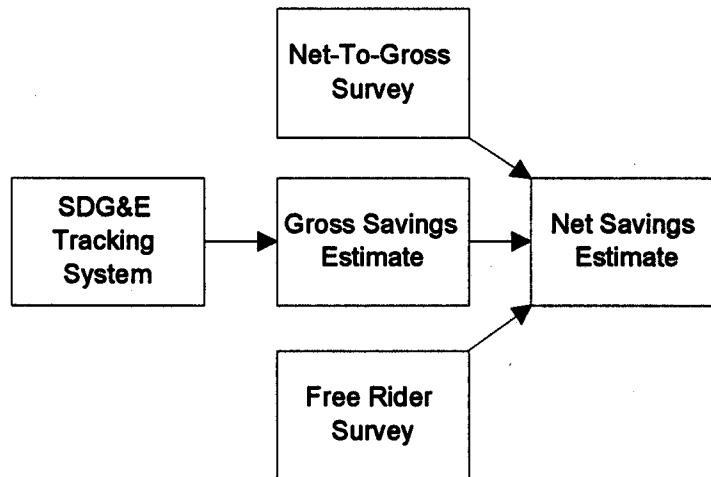 Net-To-Gross
Survey
SDG&E
Tracking
System
Gross Savings
Estimate
Net Savings
Estimate
Free Rider
Survey